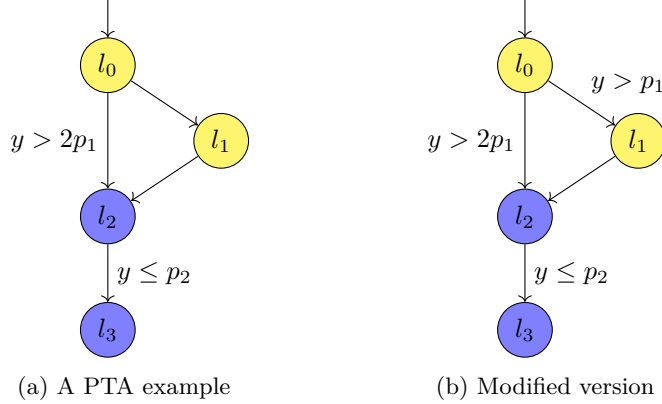 l₀
l₀
y > p₁
l₁
l₁
y > 2p₁
y > 2p₁
l₂
l₂
y ≤ p₂
y ≤ p₂
l₃
l₃
(a) A PTA example
(b) Modified version